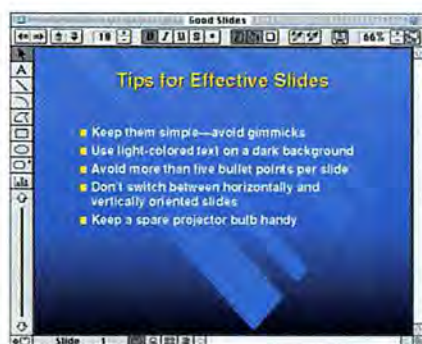 Good Slides
18 B I U S 66%
A
Tips for Effective Slides
Keep them simple—avoid gimmicks
Use light-colored text on a dark background
Avoid more than five bullet points per slide
Don't switch between horizontally and
vertically oriented slides
Keep a spare projector bulb handy
Slide 1